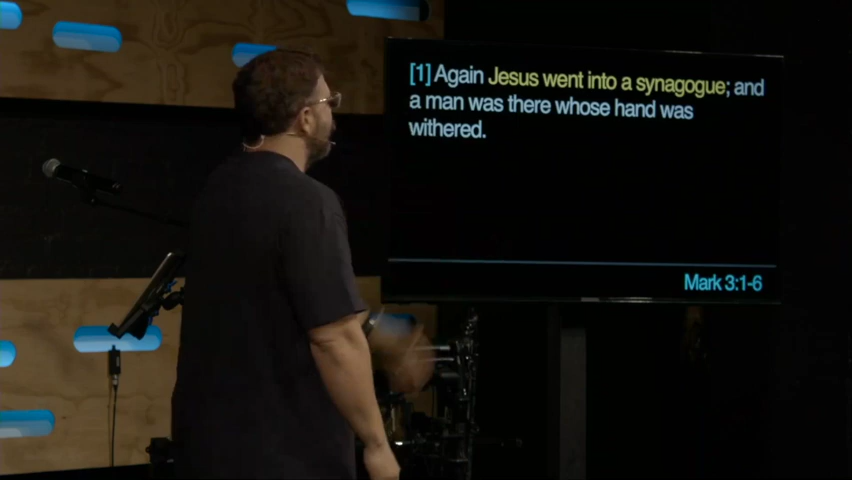 [1] Again Jesus went into a synagogue; and
a man was there whose hand was
withered.
Mark 3:1-6